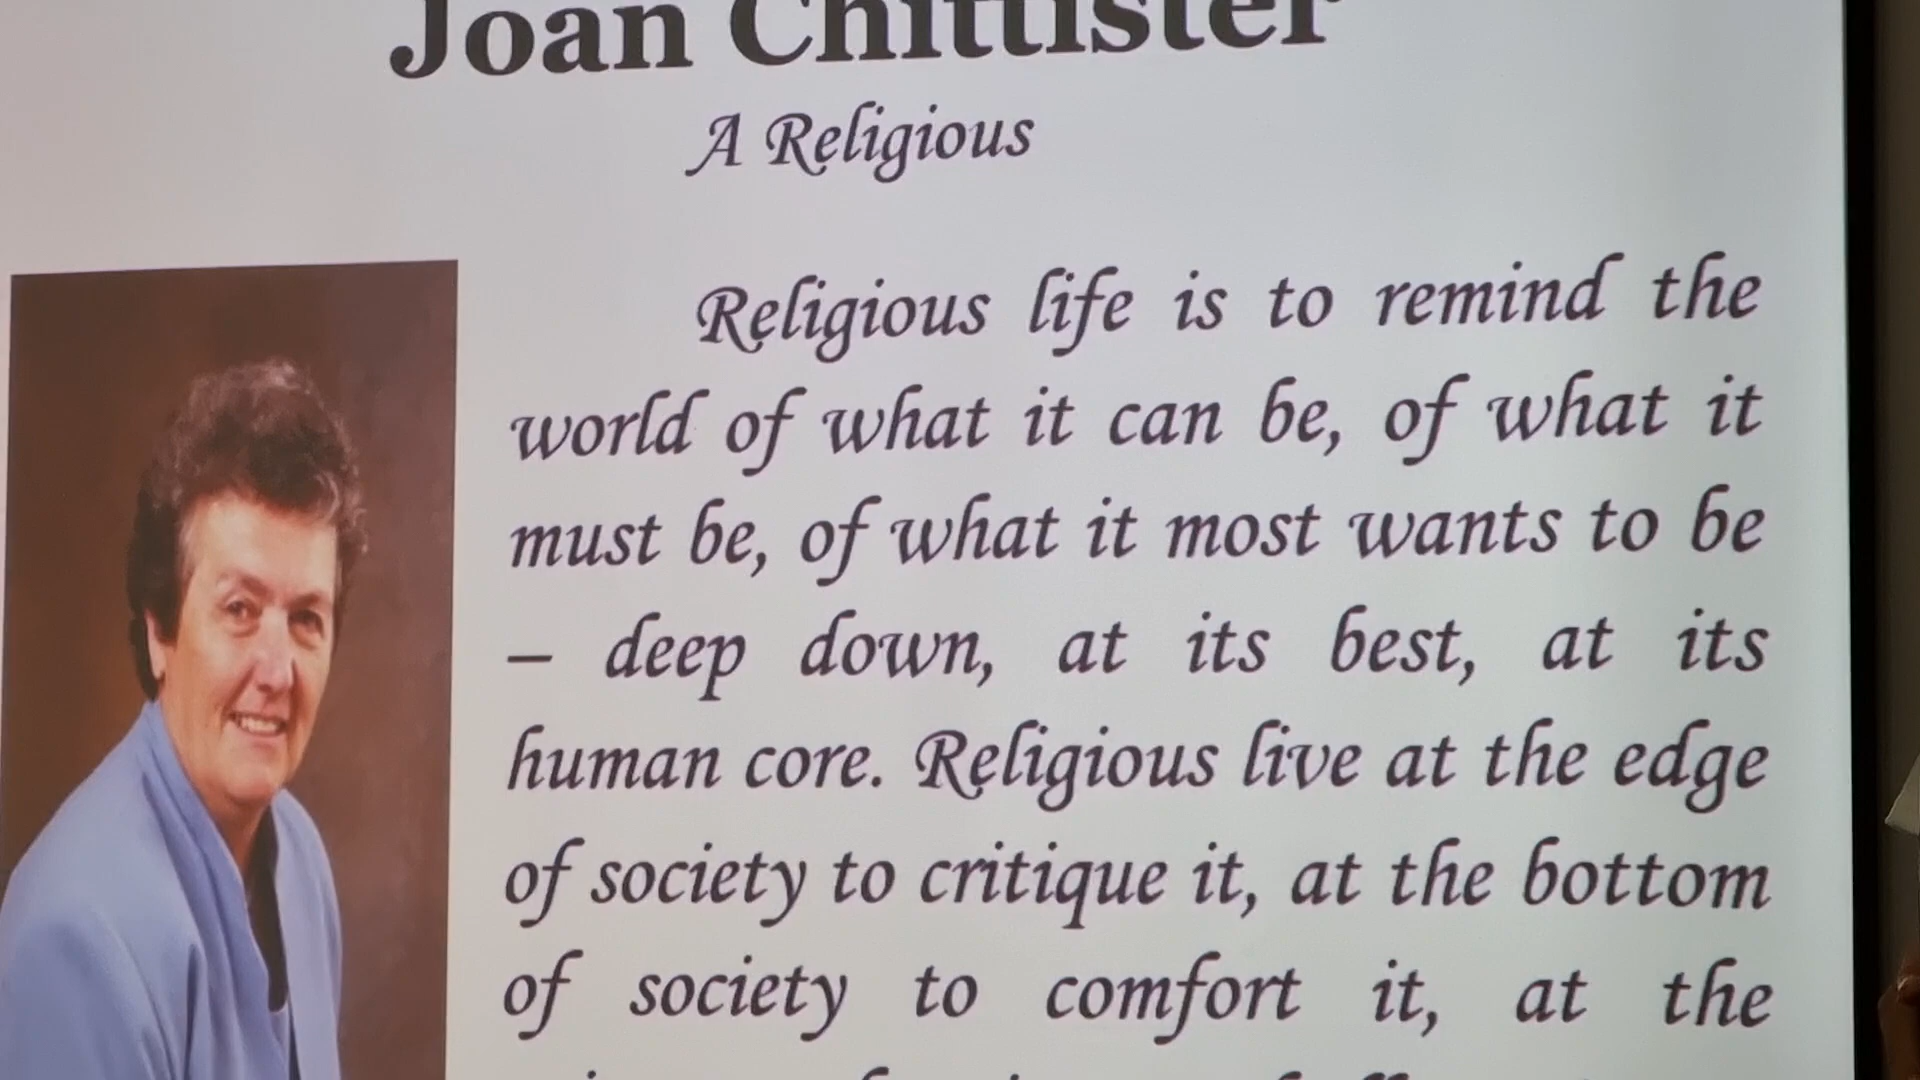 Joan Chittister
A Religious
Religious life is to remind the
world of what it can be, of what it
must be, of what it most wants to be
– deep down, at its best, at its
human core. Religious live at the edge
of society to critique it, at the bottom
of society to comfort it, at the